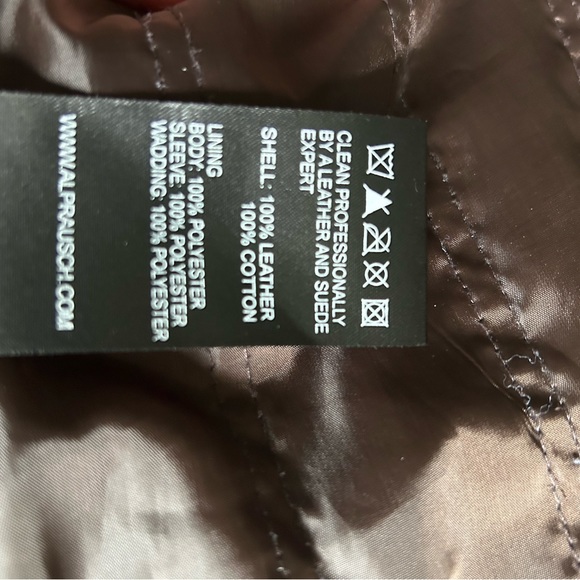 CLEAN PROFESSIONALLY
BY A LEATHER AND SUEDE
EXPERT
SHELL: 100% LEATHER
100% COTTON
LINING
BODY: 100% POLYESTER
SLEEVE: 100% POLYESTER
WADDING: 100% POLYESTER
WWW.ALPRAUSCH.COM